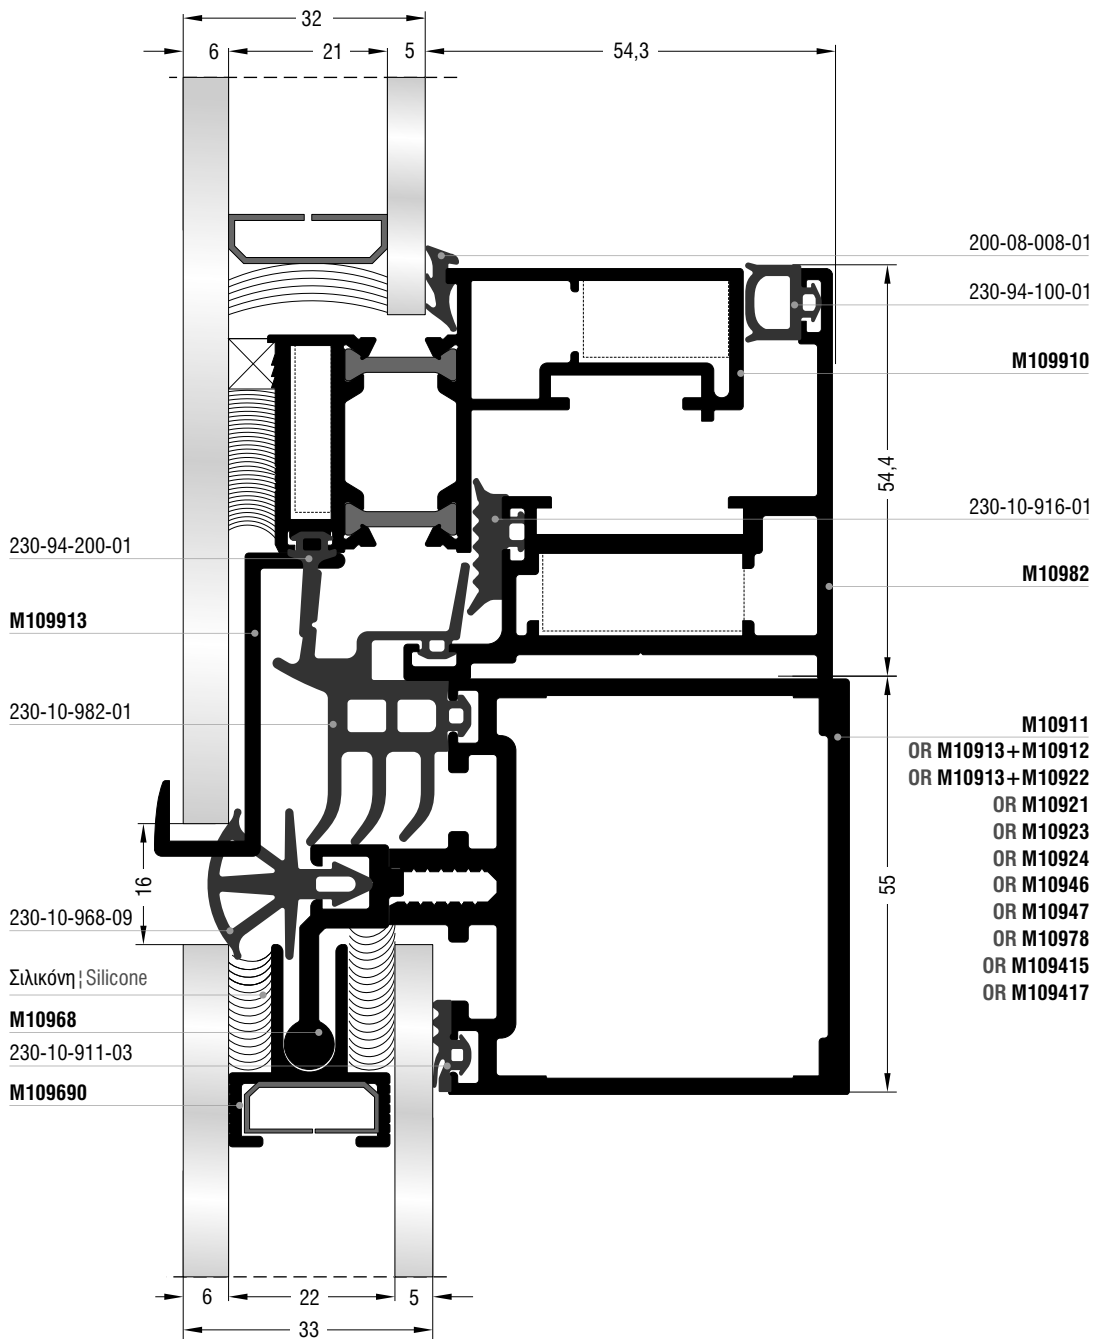 32
6
21
5
54,3
200-08-008-01
230-94-100-01
M109910
54,4
230-10-916-01
230-94-200-01
M10982
M109913
230-10-982-01
M10911
OR M10913+M10912
OR M10913+M10922
OR M10921
OR M10923
OR M10924
OR M10946
OR M10947
OR M10978
OR M109415
OR M109417
16
55
230-10-968-09
Σιλικόνη ¦ Silicone
M10968
230-10-911-03
M109690
6
22
5
33